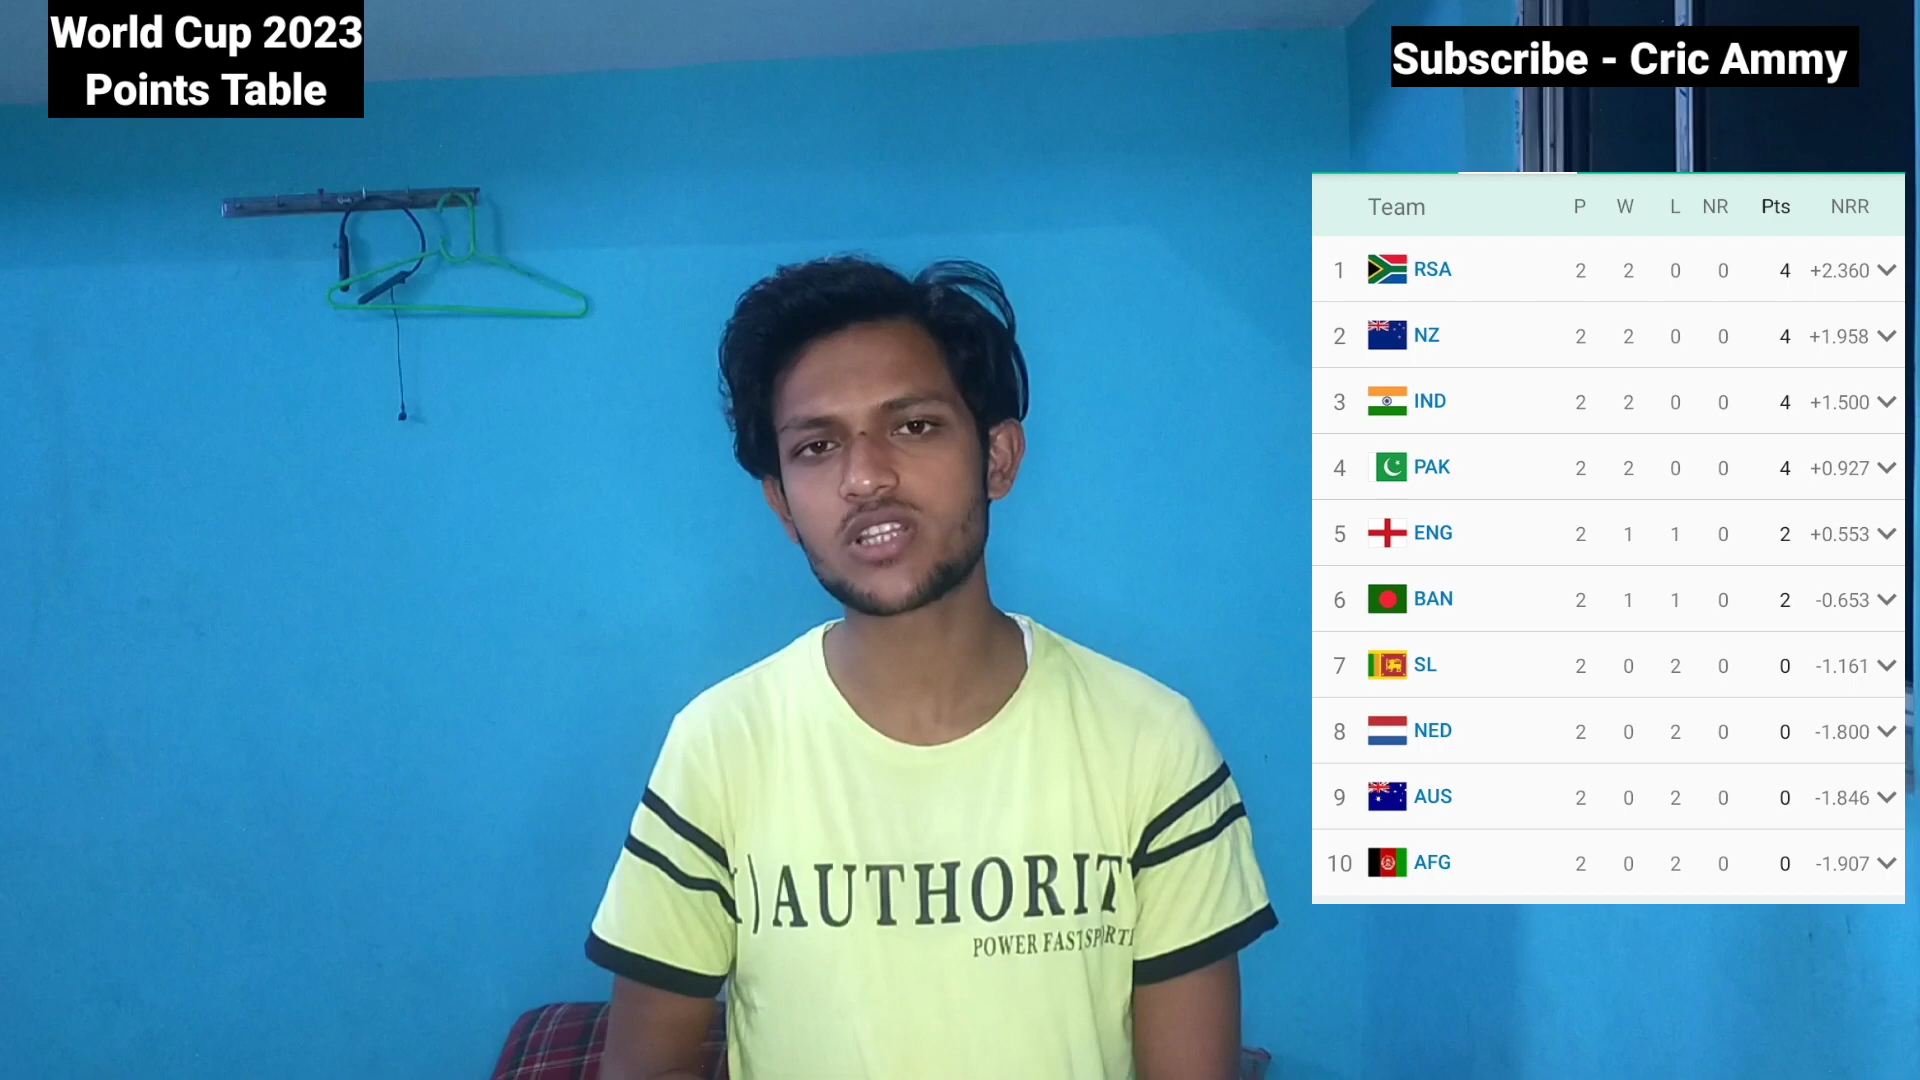 World Cup 2023
Points Table
Subscribe - Cric Ammy
Team P W L NR Pts NRR
1 RSA 2 2 0 0 4 +2.360
2 NZ 2 2 0 0 4 +1.958
3 IND 2 2 0 0 4 +1.500
4 PAK 2 2 0 0 4 +0.927
5 ENG 2 1 1 0 2 +0.553
6 BAN 2 1 1 0 2 -0.653
7 SL 2 0 2 0 0 -1.161
8 NED 2 0 2 0 0 -1.800
9 AUS 2 0 2 0 0 -1.846
10 AFG 2 0 2 0 0 -1.907
AUTHORIT
POWER FAST